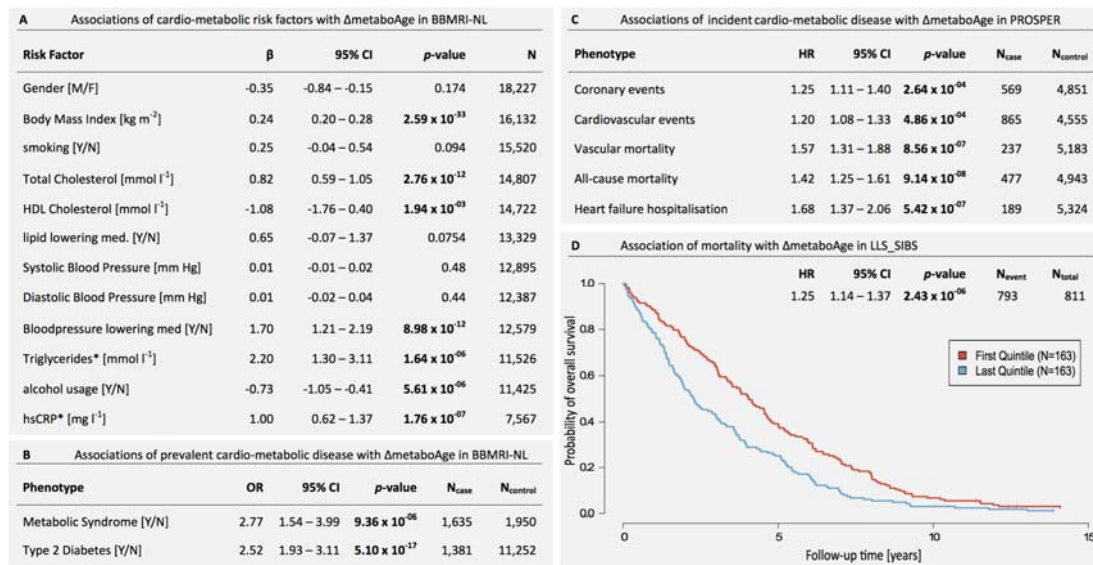 A Associations of cardio-metabolic risk factors with ΔmetaboAge in BBMRI-NL
Risk Factor β 95% CI p-value N
Gender [M/F] -0.35 -0.84 – -0.15 0.174 18,227
Body Mass Index [kg m⁻²] 0.24 0.20 – 0.28 2.59 x 10⁻³³ 16,132
smoking [Y/N] 0.25 -0.04 – 0.54 0.094 15,520
Total Cholesterol [mmol l⁻¹] 0.82 0.59 – 1.05 2.76 x 10⁻¹² 14,807
HDL Cholesterol [mmol l⁻¹] -1.08 -1.76 – 0.40 1.94 x 10⁻⁰³ 14,722
lipid lowering med. [Y/N] 0.65 -0.07 – 1.37 0.0754 13,329
Systolic Blood Pressure [mm Hg] 0.01 -0.01 – 0.02 0.48 12,895
Diastolic Blood Pressure [mm Hg] 0.01 -0.02 – 0.04 0.44 12,387
Bloodpressure lowering med [Y/N] 1.70 1.21 – 2.19 8.98 x 10⁻¹² 12,579
Triglycerides* [mmol l⁻¹] 2.20 1.30 – 3.11 1.64 x 10⁻⁰⁶ 11,526
alcohol usage [Y/N] -0.73 -1.05 – -0.41 5.61 x 10⁻⁰⁶ 11,425
hsCRP* [mg l⁻¹] 1.00 0.62 – 1.37 1.76 x 10⁻⁰⁷ 7,567
B Associations of prevalent cardio-metabolic disease with ΔmetaboAge in BBMRI-NL
Phenotype OR 95% CI p-value Ncase Ncontrol
Metabolic Syndrome [Y/N] 2.77 1.54 – 3.99 9.36 x 10⁻⁰⁶ 1,635 1,950
Type 2 Diabetes [Y/N] 2.52 1.93 – 3.11 5.10 x 10⁻¹⁷ 1,381 11,252
C Associations of incident cardio-metabolic disease with ΔmetaboAge in PROSPER
Phenotype HR 95% CI p-value Ncase Ncontrol
Coronary events 1.25 1.11 – 1.40 2.64 x 10⁻⁰⁴ 569 4,851
Cardiovascular events 1.20 1.08 – 1.33 4.86 x 10⁻⁰⁴ 865 4,555
Vascular mortality 1.57 1.31 – 1.88 8.56 x 10⁻⁰⁷ 237 5,183
All-cause mortality 1.42 1.25 – 1.61 9.14 x 10⁻⁰⁸ 477 4,943
Heart failure hospitalisation 1.68 1.37 – 2.06 5.42 x 10⁻⁰⁷ 189 5,324
D Association of mortality with ΔmetaboAge in LLS_SIBS
HR 95% CI p-value Nevent Ntotal
1.25 1.14 – 1.37 2.43 x 10⁻⁰⁶ 793 811
First Quintile (N=163)
Last Quintile (N=163)
Probability of overall survival
1.0
0.8
0.6
0.4
0.2
0.0
0 5 10 15
Follow-up time [years]